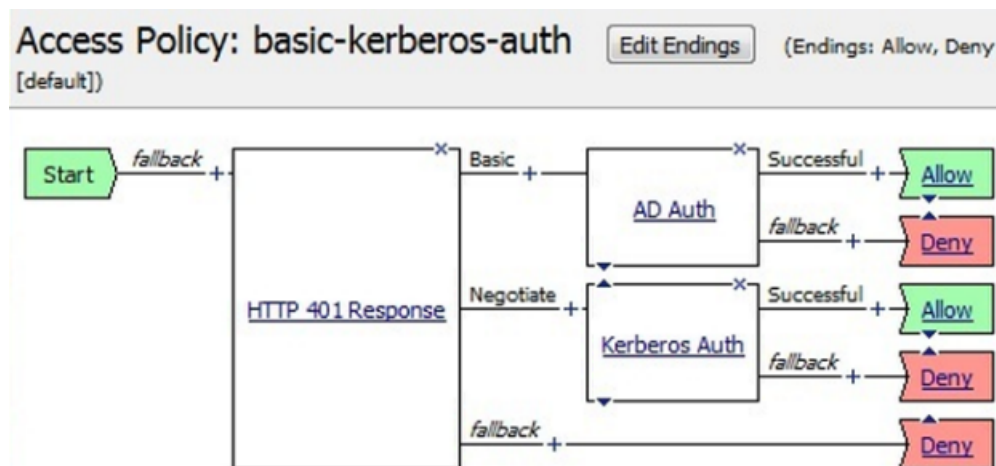 Access Policy: basic-kerberos-auth Edit Endings (Endings: Allow, Deny
[default])
Start fallback + Basic + Successful + Allow
AD Auth
fallback + Deny
HTTP 401 Response Negotiate + Successful + Allow
Kerberos Auth
fallback + Deny
fallback + Deny